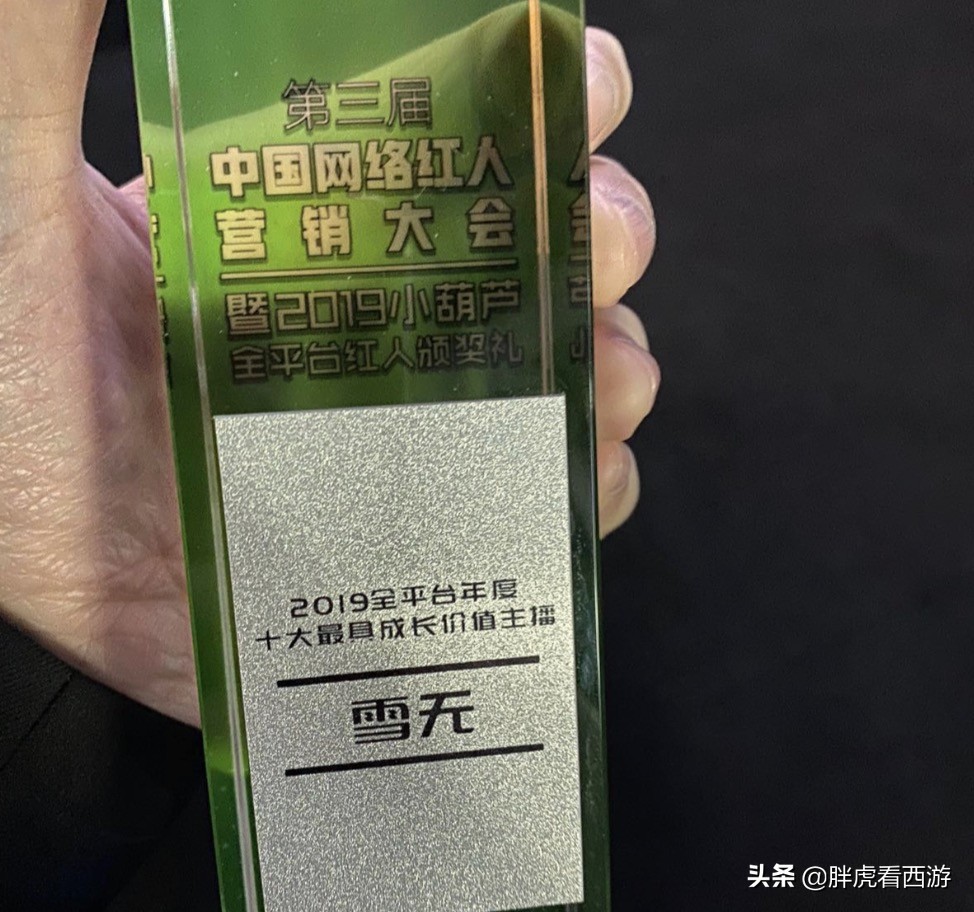 第三届
中国网络红人
营销大会
暨2019小葫芦
全平台红人颁奖礼
2019全平台年度
十大最具成长价值主播
雪无
头条 @胖虎看西游